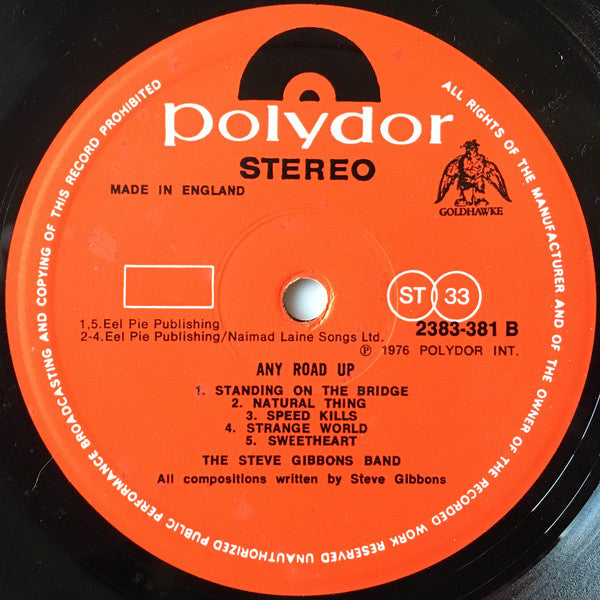 polydor
STEREO
MADE IN ENGLAND
GOLDHAWKE
ST 33
2383-381 B
1,5.Eel Pie Publishing
2-4.Eel Pie Publishing/Naimad Laine Songs Ltd.
℗ 1976 POLYDOR INT.
ANY ROAD UP
1. STANDING ON THE BRIDGE
2. NATURAL THING
3. SPEED KILLS
4. STRANGE WORLD
5. SWEETHEART
THE STEVE GIBBONS BAND
All compositions written by Steve Gibbons
ALL RIGHTS OF THE MANUFACTURER AND OF THE OWNER OF THE RECORDED WORK RESERVED UNAUTHORIZED PUBLIC PERFORMANCE BROADCASTING AND COPYING OF THIS RECORD PROHIBITED